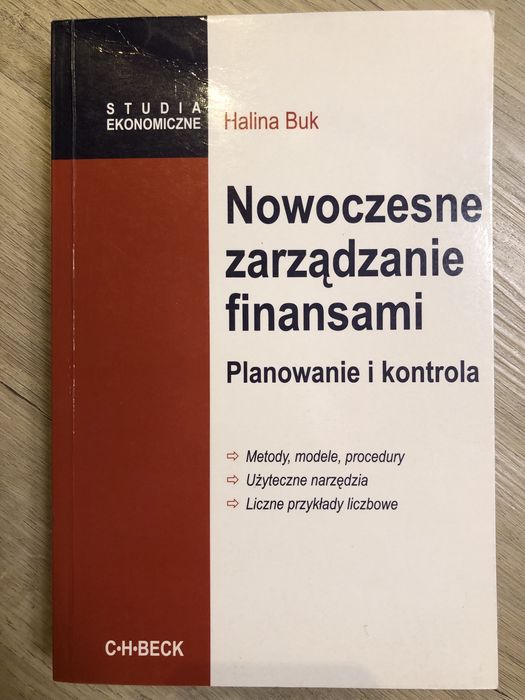 STUDIA
EKONOMICZNE
Halina Buk
Nowoczesne
zarządzanie
finansami
Planowanie i kontrola
⇨ Metody, modele, procedury
⇨ Użyteczne narzędzia
⇨ Liczne przykłady liczbowe
C·H·BECK